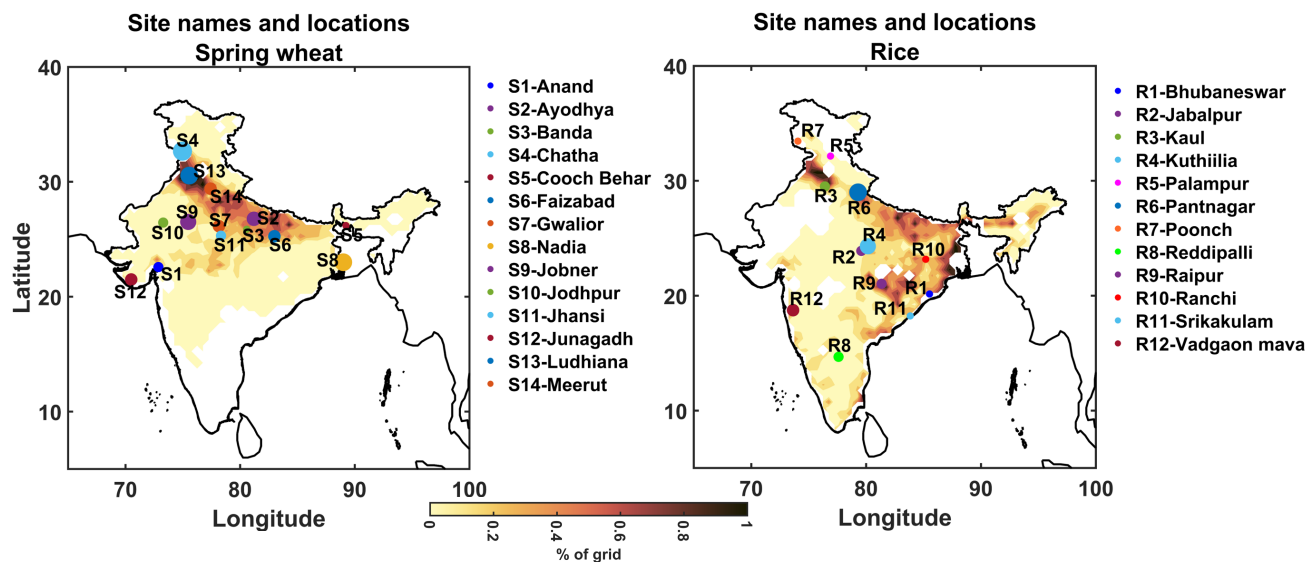 Site names and locations
Spring wheat
40
30
20
10
Latitude
70
80
90
100
Longitude
S4
S13
S14
S9
S7
S2
S10
S11
S3
S6
S5
S8
S1
S12
S1-Anand
S2-Ayodhya
S3-Banda
S4-Chatha
S5-Cooch Behar
S6-Faizabad
S7-Gwalior
S8-Nadia
S9-Jobner
S10-Jodhpur
S11-Jhansi
S12-Junagadh
S13-Ludhiana
S14-Meerut
Site names and locations
Rice
40
30
20
10
70
80
90
100
Longitude
R7
R5
R3
R6
R4
R2
R10
R9
R1
R12
R11
R8
R1-Bhubaneswar
R2-Jabalpur
R3-Kaul
R4-Kuthiilia
R5-Palampur
R6-Pantnagar
R7-Poonch
R8-Reddipalli
R9-Raipur
R10-Ranchi
R11-Srikakulam
R12-Vadgaon mava
0
0.2
0.4
0.6
0.8
1
% of grid